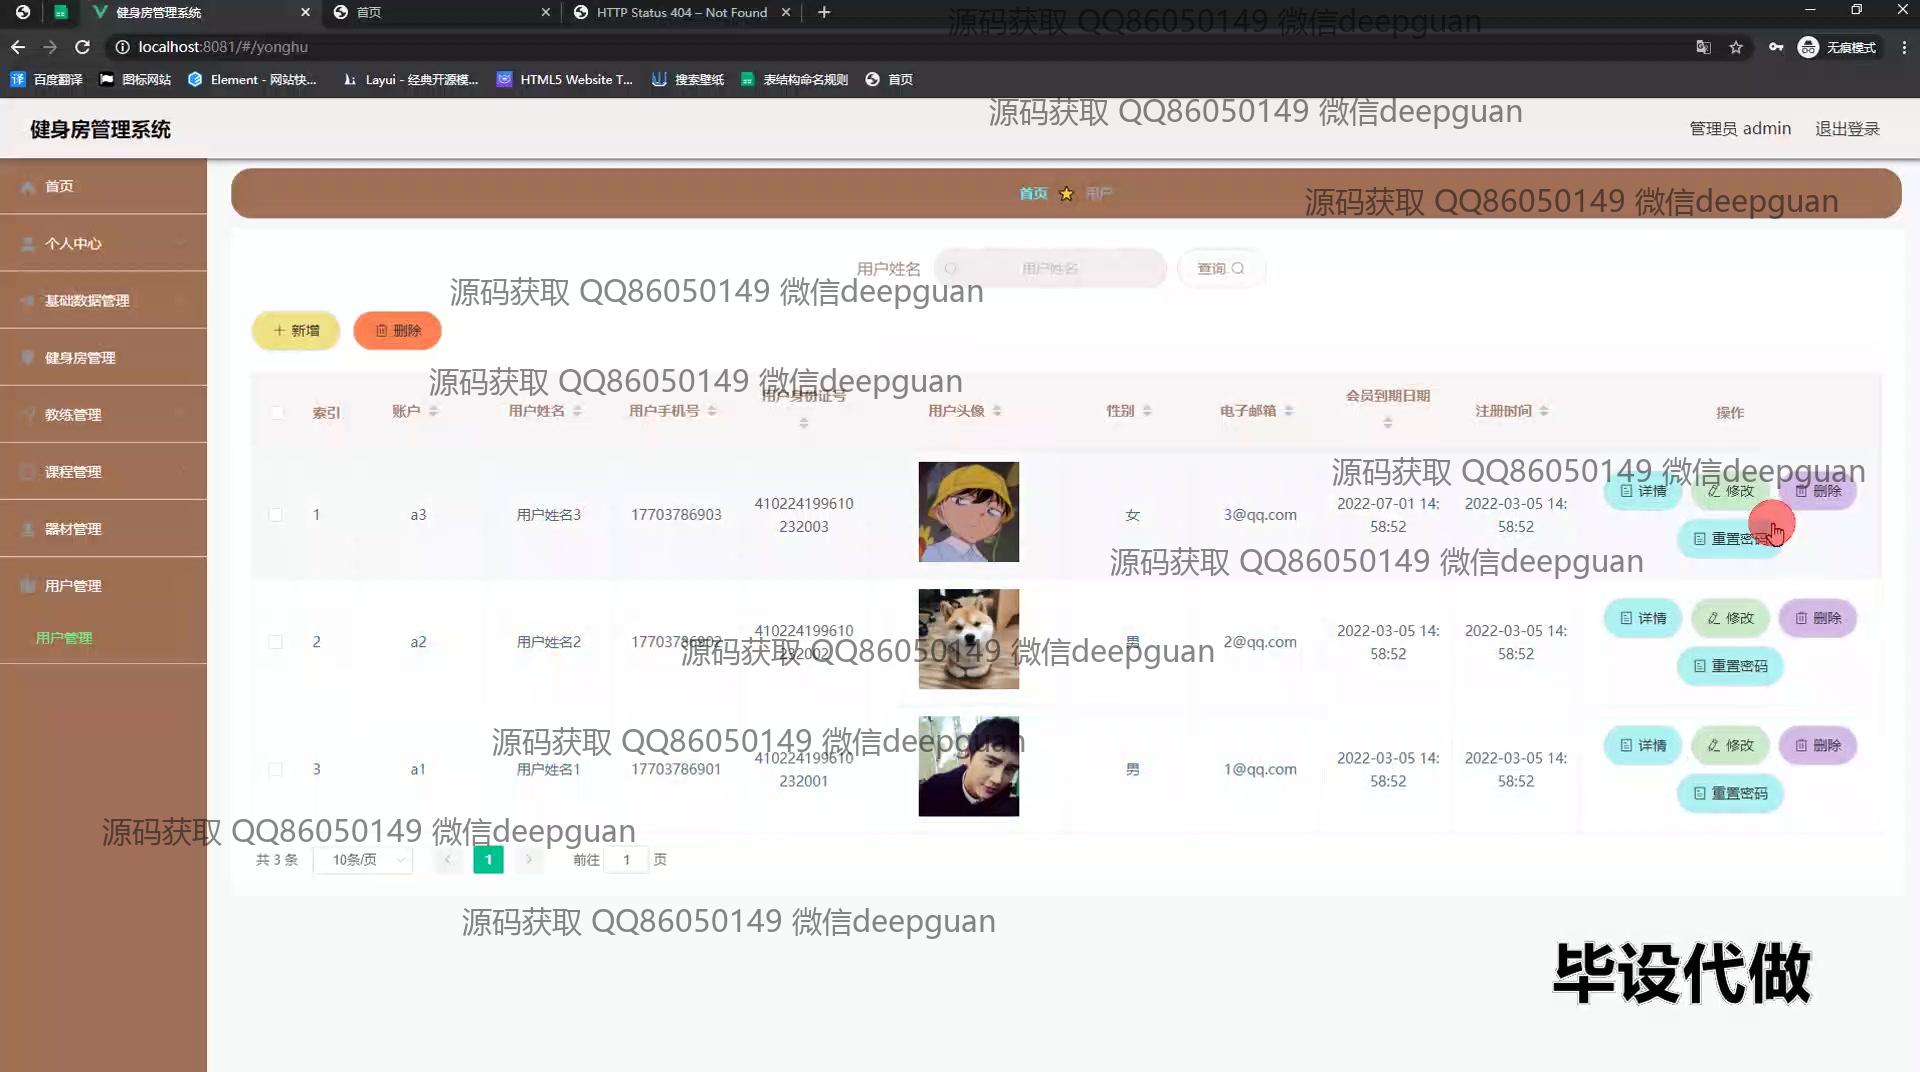 健身房管理系统
首页
HTTP Status 404 – Not Found
源码获取 QQ86050149 微信deepguan
localhost:8081/#/yonghu
无痕模式
百度翻译
图标网站
Element - 网站快...
Layui - 经典开源模...
HTML5 Website T...
搜索壁纸
表结构命名规则
首页
源码获取 QQ86050149 微信deepguan
健身房管理系统
管理员 admin
退出登录
首页
个人中心
基础数据管理
健身房管理
教练管理
课程管理
器材管理
用户管理
用户管理
首页
用户
源码获取 QQ86050149 微信deepguan
用户姓名
用户姓名
查询
源码获取 QQ86050149 微信deepguan
新增
删除
源码获取 QQ86050149 微信deepguan
索引
账户
用户姓名
用户手机号
用户身份证号
用户头像
性别
电子邮箱
会员到期日期
注册时间
操作
源码获取 QQ86050149 微信deepguan
1
a3
用户姓名3
17703786903
410224199610
232003
女
3@qq.com
2022-07-01 14:
58:52
2022-03-05 14:
58:52
详情
修改
删除
重置密码
源码获取 QQ86050149 微信deepguan
2
a2
用户姓名2
17703786902
410224199610
232002
男
2@qq.com
2022-03-05 14:
58:52
2022-03-05 14:
58:52
详情
修改
删除
重置密码
源码获取 QQ86050149 微信deepguan
源码获取 QQ86050149 微信deepguan
3
a1
用户姓名1
17703786901
410224199610
232001
男
1@qq.com
2022-03-05 14:
58:52
2022-03-05 14:
58:52
详情
修改
删除
重置密码
源码获取 QQ86050149 微信deepguan
共 3 条
10条/页
1
前往
1
页
源码获取 QQ86050149 微信deepguan
毕设代做